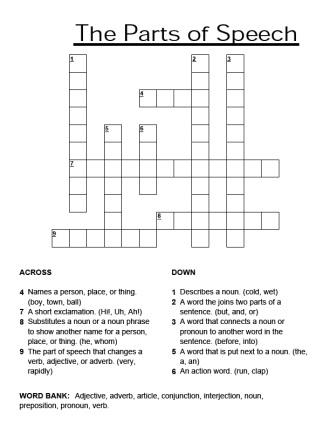 The Parts of Speech
1
2
3
4
5
6
7
8
9
ACROSS
4 Names a person, place, or thing.
(boy, town, ball)
7 A short exclamation. (Hi!, Uh, Ah!)
8 Substitutes a noun or a noun phrase
to show another name for a person,
place, or thing. (he, whom)
9 The part of speech that changes a
verb, adjective, or adverb. (very,
rapidly)
DOWN
1 Describes a noun. (cold, wet)
2 A word the joins two parts of a
sentence. (but, and, or)
3 A word that connects a noun or
pronoun to another word in the
sentence. (before, into)
5 A word that is put next to a noun. (the,
a, an)
6 An action word. (run, clap)
WORD BANK: Adjective, adverb, article, conjunction, interjection, noun,
preposition, pronoun, verb.